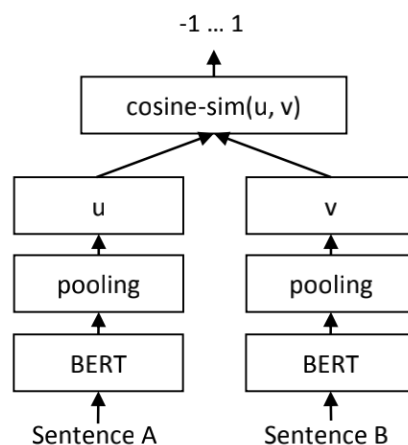 -1 … 1
cosine-sim(u, v)
u
v
pooling
pooling
BERT
BERT
Sentence A
Sentence B